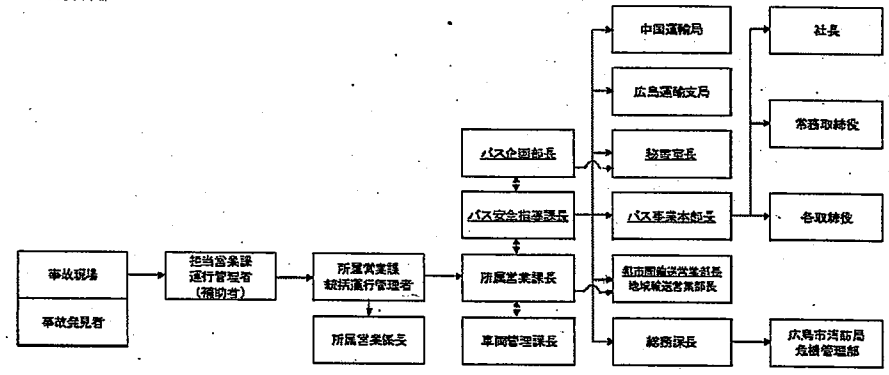 中国運輸局
社長
広島運輸支局
常務取締役
バス企画部長
秘書室長
バス安全指導課長
バス事業本部長
各取締役
事故現場
担当営業課
運行管理者
(補助者)
所属営業課
統括運行管理者
所属営業課長
都市間輸送営業部長
地域輸送営業部長
事故発見者
所属営業係長
車両管理課長
総務課長
広島市消防局
危機管理部